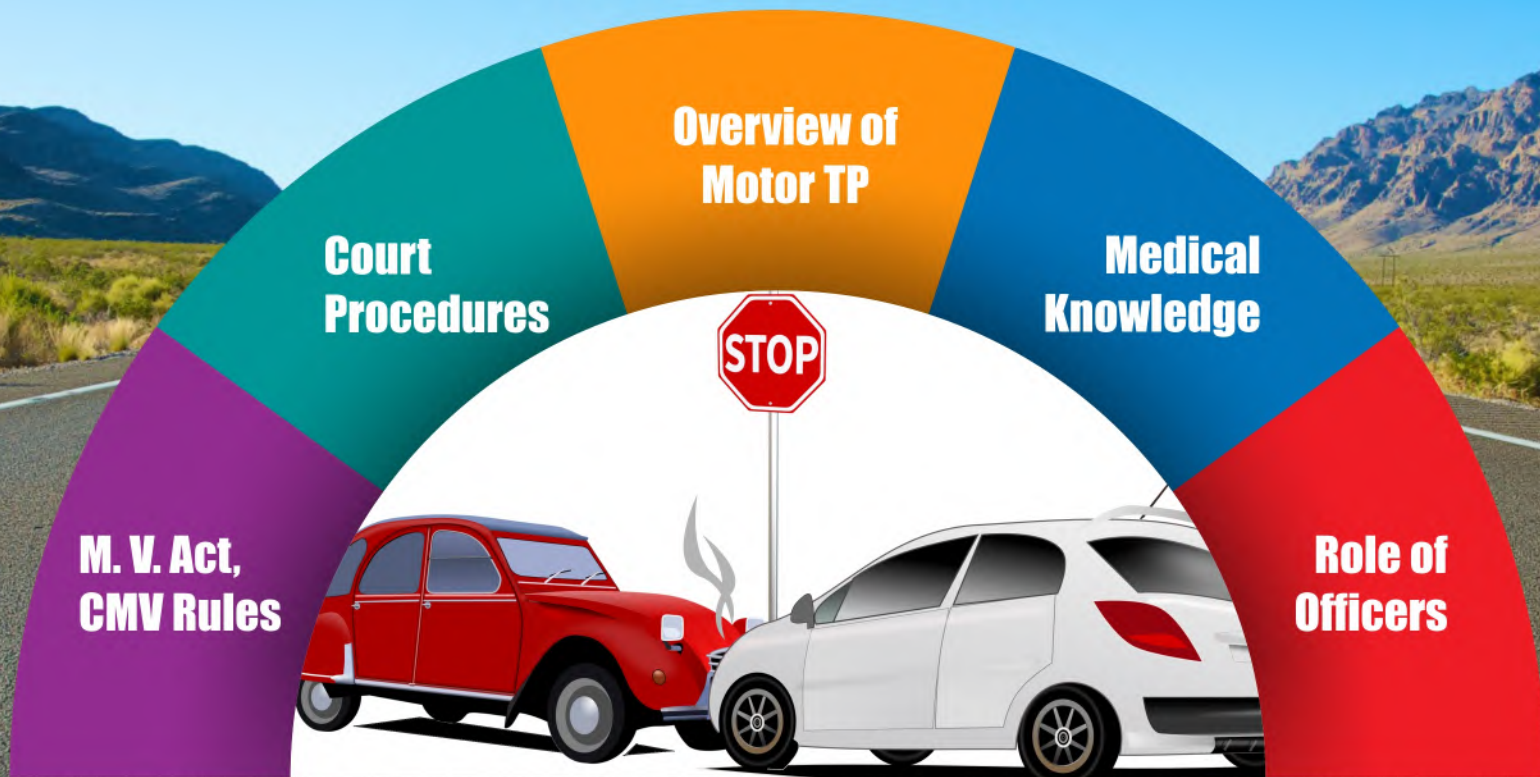 Overview of
Motor TP
Court
Procedures
Medical
Knowledge
STOP
M. V. Act,
CMV Rules
Role of
Officers